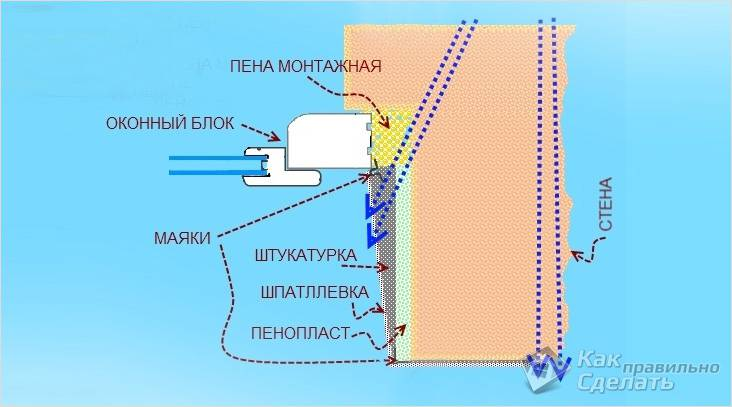 ПЕНА МОНТАЖНАЯ
ОКОННЫЙ БЛОК
МАЯКИ
ШТУКАТУРКА
ШПАТЛЛЕВКА
ПЕНОПЛАСТ
СТЕНА
Как
правильно
Сделать